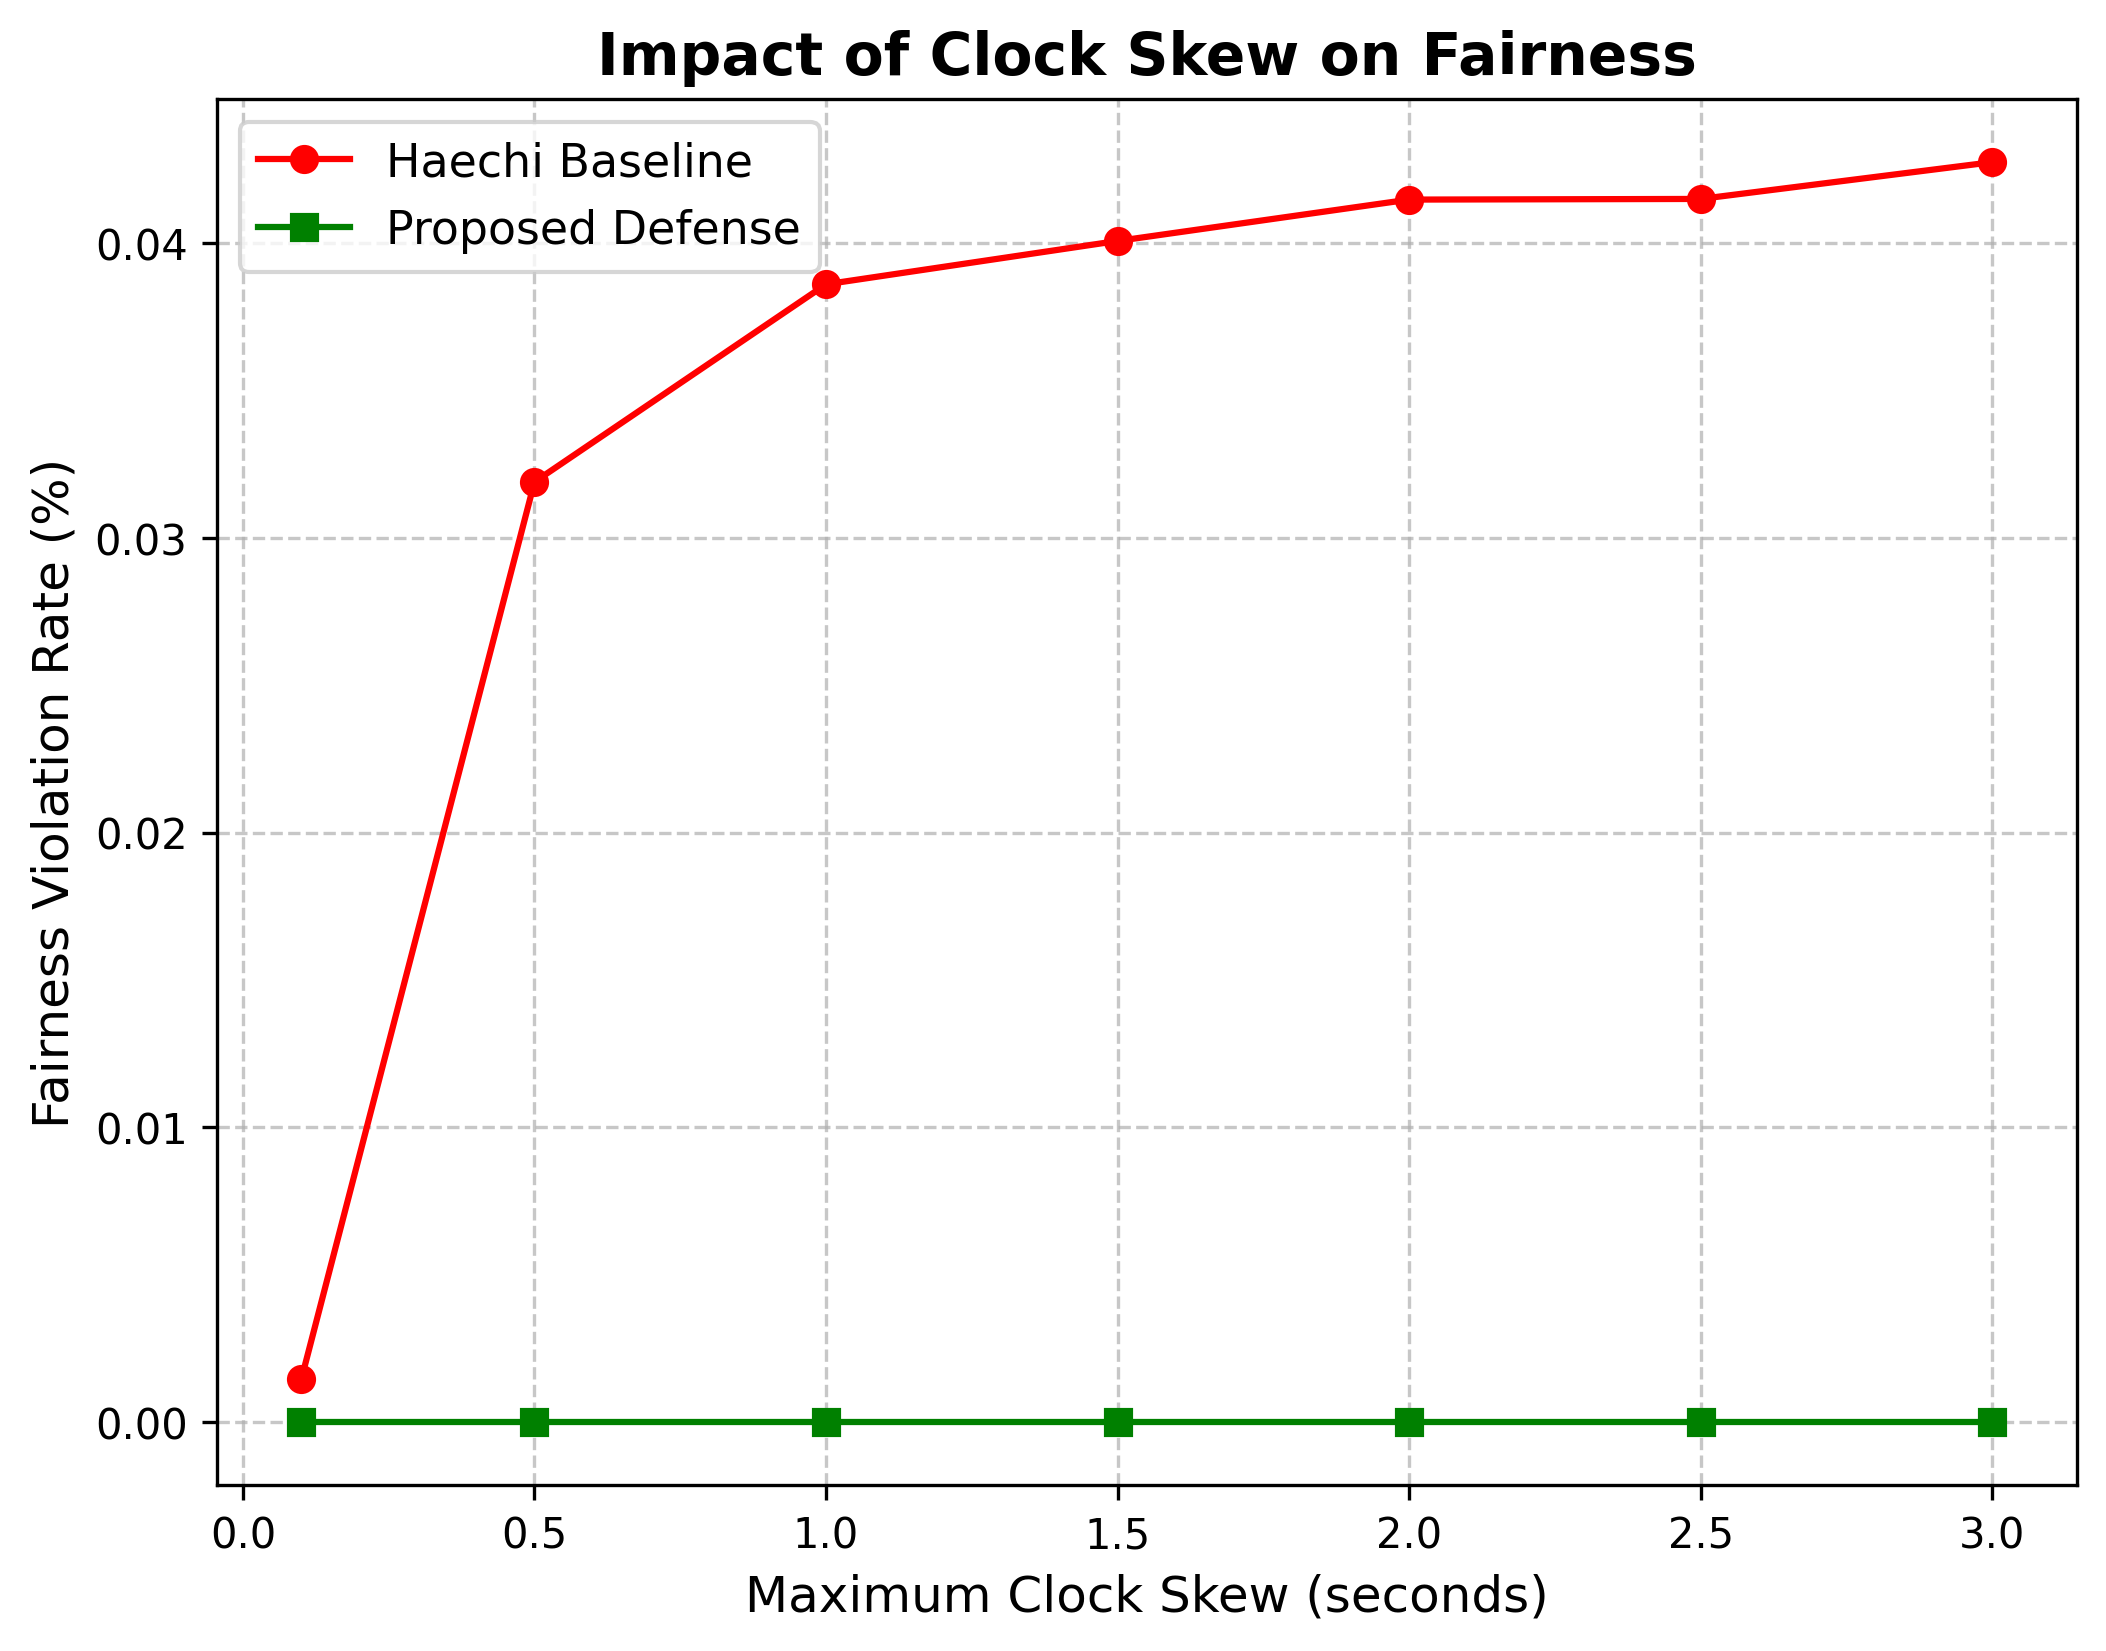 Impact of Clock Skew on Fairness
Haechi Baseline
Proposed Defense
Fairness Violation Rate (%)
0.04
0.03
0.02
0.01
0.00
0.0 0.5 1.0 1.5 2.0 2.5 3.0
Maximum Clock Skew (seconds)